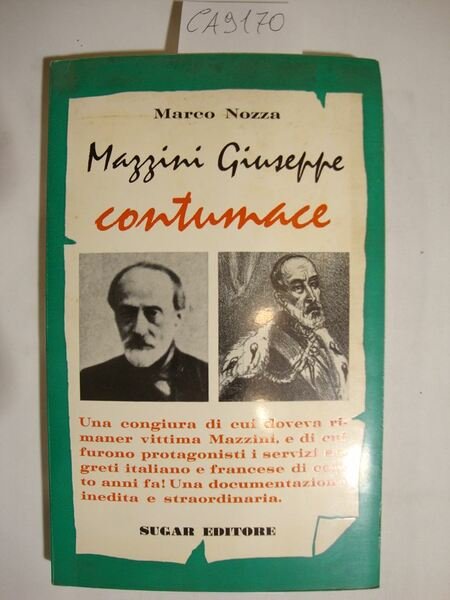 CA9170
Marco Nozza
Mazzini Giuseppe
contumace
Una congiura di cui doveva ri-
maner vittima Mazzini, e di cui
furono protagonisti i servizi se-
greti italiano e francese di cen-
to anni fa! Una documentazione
inedita e straordinaria.
SUGAR EDITORE